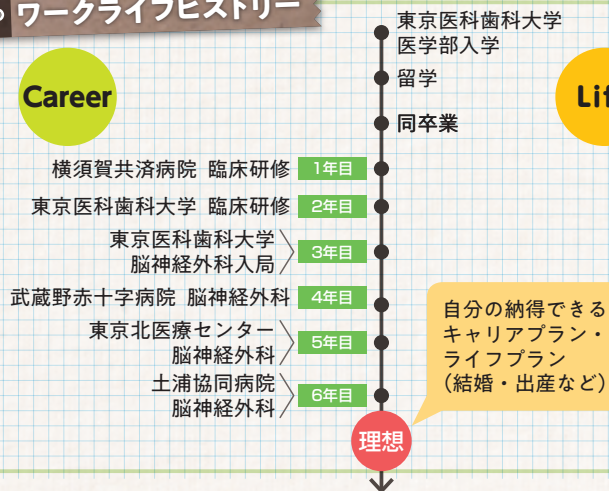 ワークライフヒストリー
Career
東京医科歯科大学
医学部入学
留学
同卒業
横須賀共済病院 臨床研修 1年目
東京医科歯科大学 臨床研修 2年目
東京医科歯科大学
脳神経外科入局
3年目
武蔵野赤十字病院 脳神経外科 4年目
東京北医療センター
脳神経外科
5年目
土浦協同病院
脳神経外科
6年目
自分の納得できる
キャリアプラン・
ライフプラン
（結婚・出産など）
理想